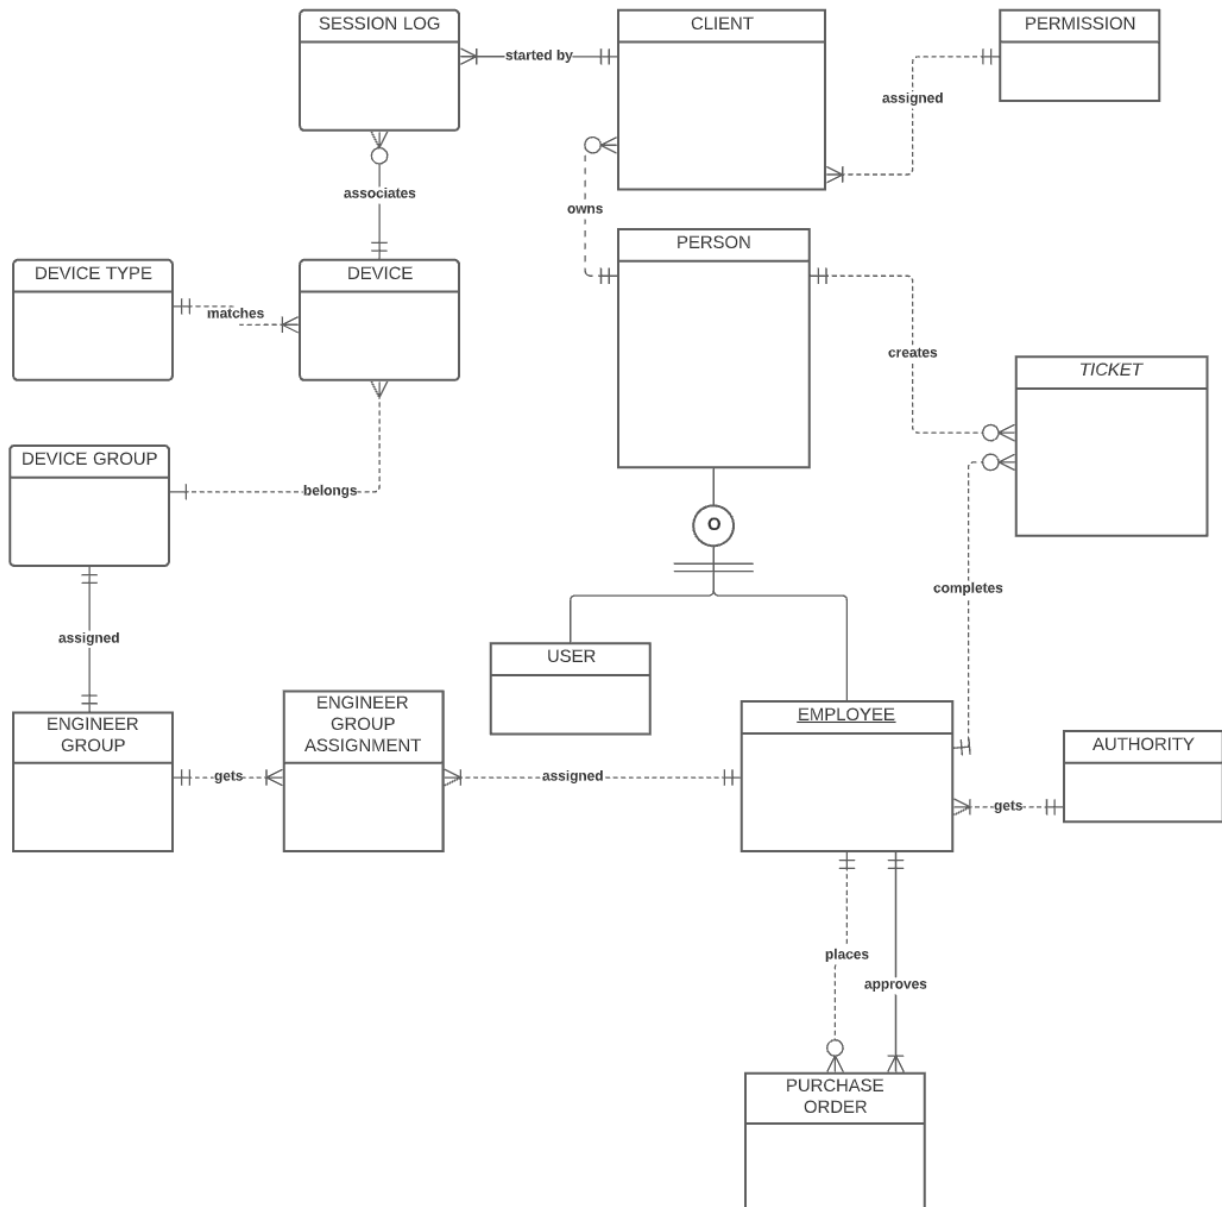 SESSION LOG
CLIENT
PERMISSION
started by
assigned
associates
owns
PERSON
DEVICE TYPE
DEVICE
matches
creates
TICKET
DEVICE GROUP
belongs
O
completes
assigned
USER
ENGINEER
GROUP
ENGINEER
GROUP
ASSIGNMENT
EMPLOYEE
AUTHORITY
gets
assigned
gets
places
approves
PURCHASE
ORDER